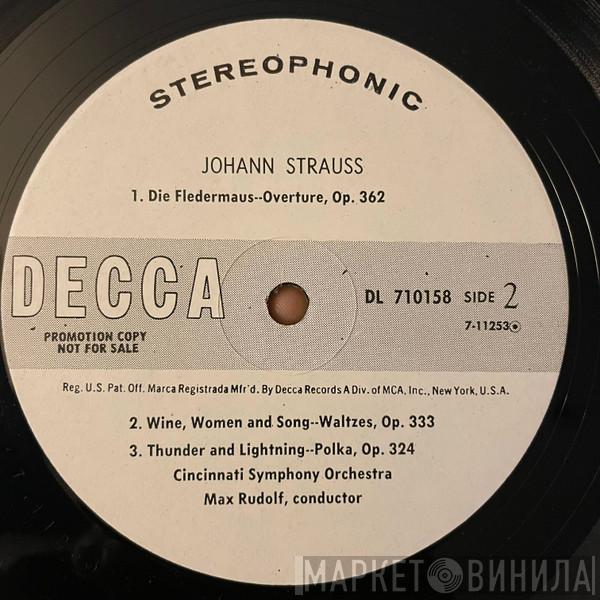 STEREOPHONIC
JOHANN STRAUSS
1. Die Fledermaus--Overture, Op. 362
DECCA
DL 710158 SIDE 2
7-11253
PROMOTION COPY
NOT FOR SALE
Reg. U.S. Pat. Off. Marca Registrada Mfr'd. By Decca Records A Div. of MCA, Inc., New York, U.S.A.
2. Wine, Women and Song--Waltzes, Op. 333
3. Thunder and Lightning--Polka, Op. 324
Cincinnati Symphony Orchestra
Max Rudolf, conductor
МАРКЕТ ВИНИЛА